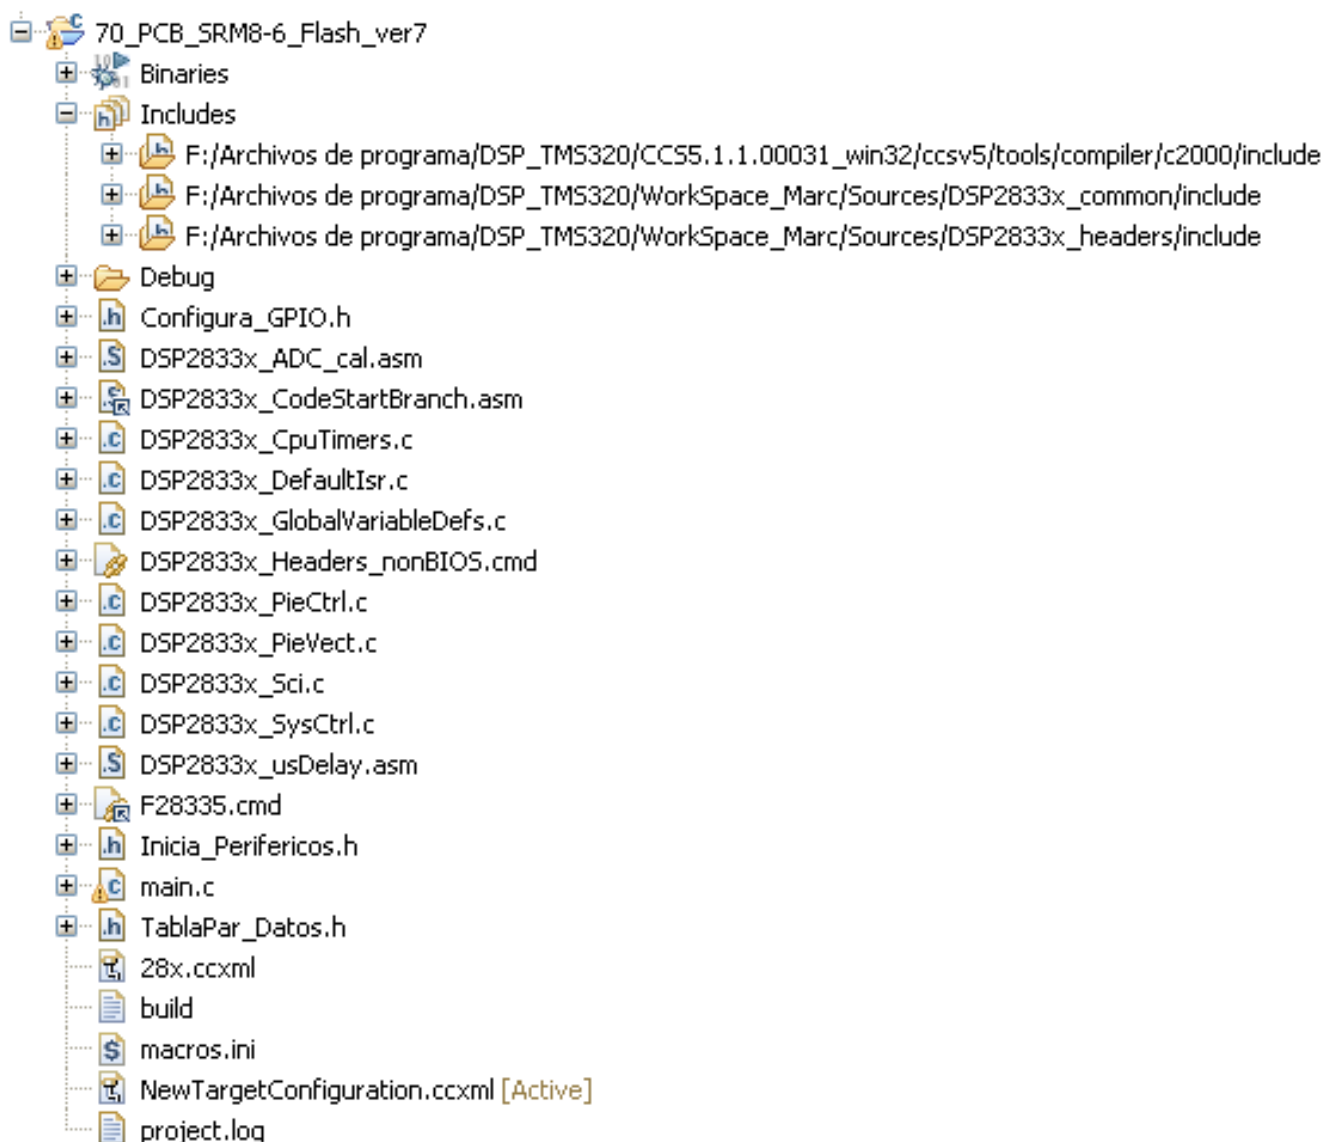 70_PCB_SRM8-6_Flash_ver7
Binaries
Includes
F:/Archivos de programa/DSP_TMS320/CCS5.1.1.00031_win32/ccsv5/tools/compiler/c2000/include
F:/Archivos de programa/DSP_TMS320/WorkSpace_Marc/Sources/DSP2833x_common/include
F:/Archivos de programa/DSP_TMS320/WorkSpace_Marc/Sources/DSP2833x_headers/include
Debug
Configura_GPIO.h
DSP2833x_ADC_cal.asm
DSP2833x_CodeStartBranch.asm
DSP2833x_CpuTimers.c
DSP2833x_DefaultIsr.c
DSP2833x_GlobalVariableDefs.c
DSP2833x_Headers_nonBIOS.cmd
DSP2833x_PieCtrl.c
DSP2833x_PieVect.c
DSP2833x_Sci.c
DSP2833x_SysCtrl.c
DSP2833x_usDelay.asm
F28335.cmd
Inicia_Perifericos.h
main.c
TablaPar_Datos.h
28x.ccxml
build
macros.ini
NewTargetConfiguration.ccxml [Active]
project.log